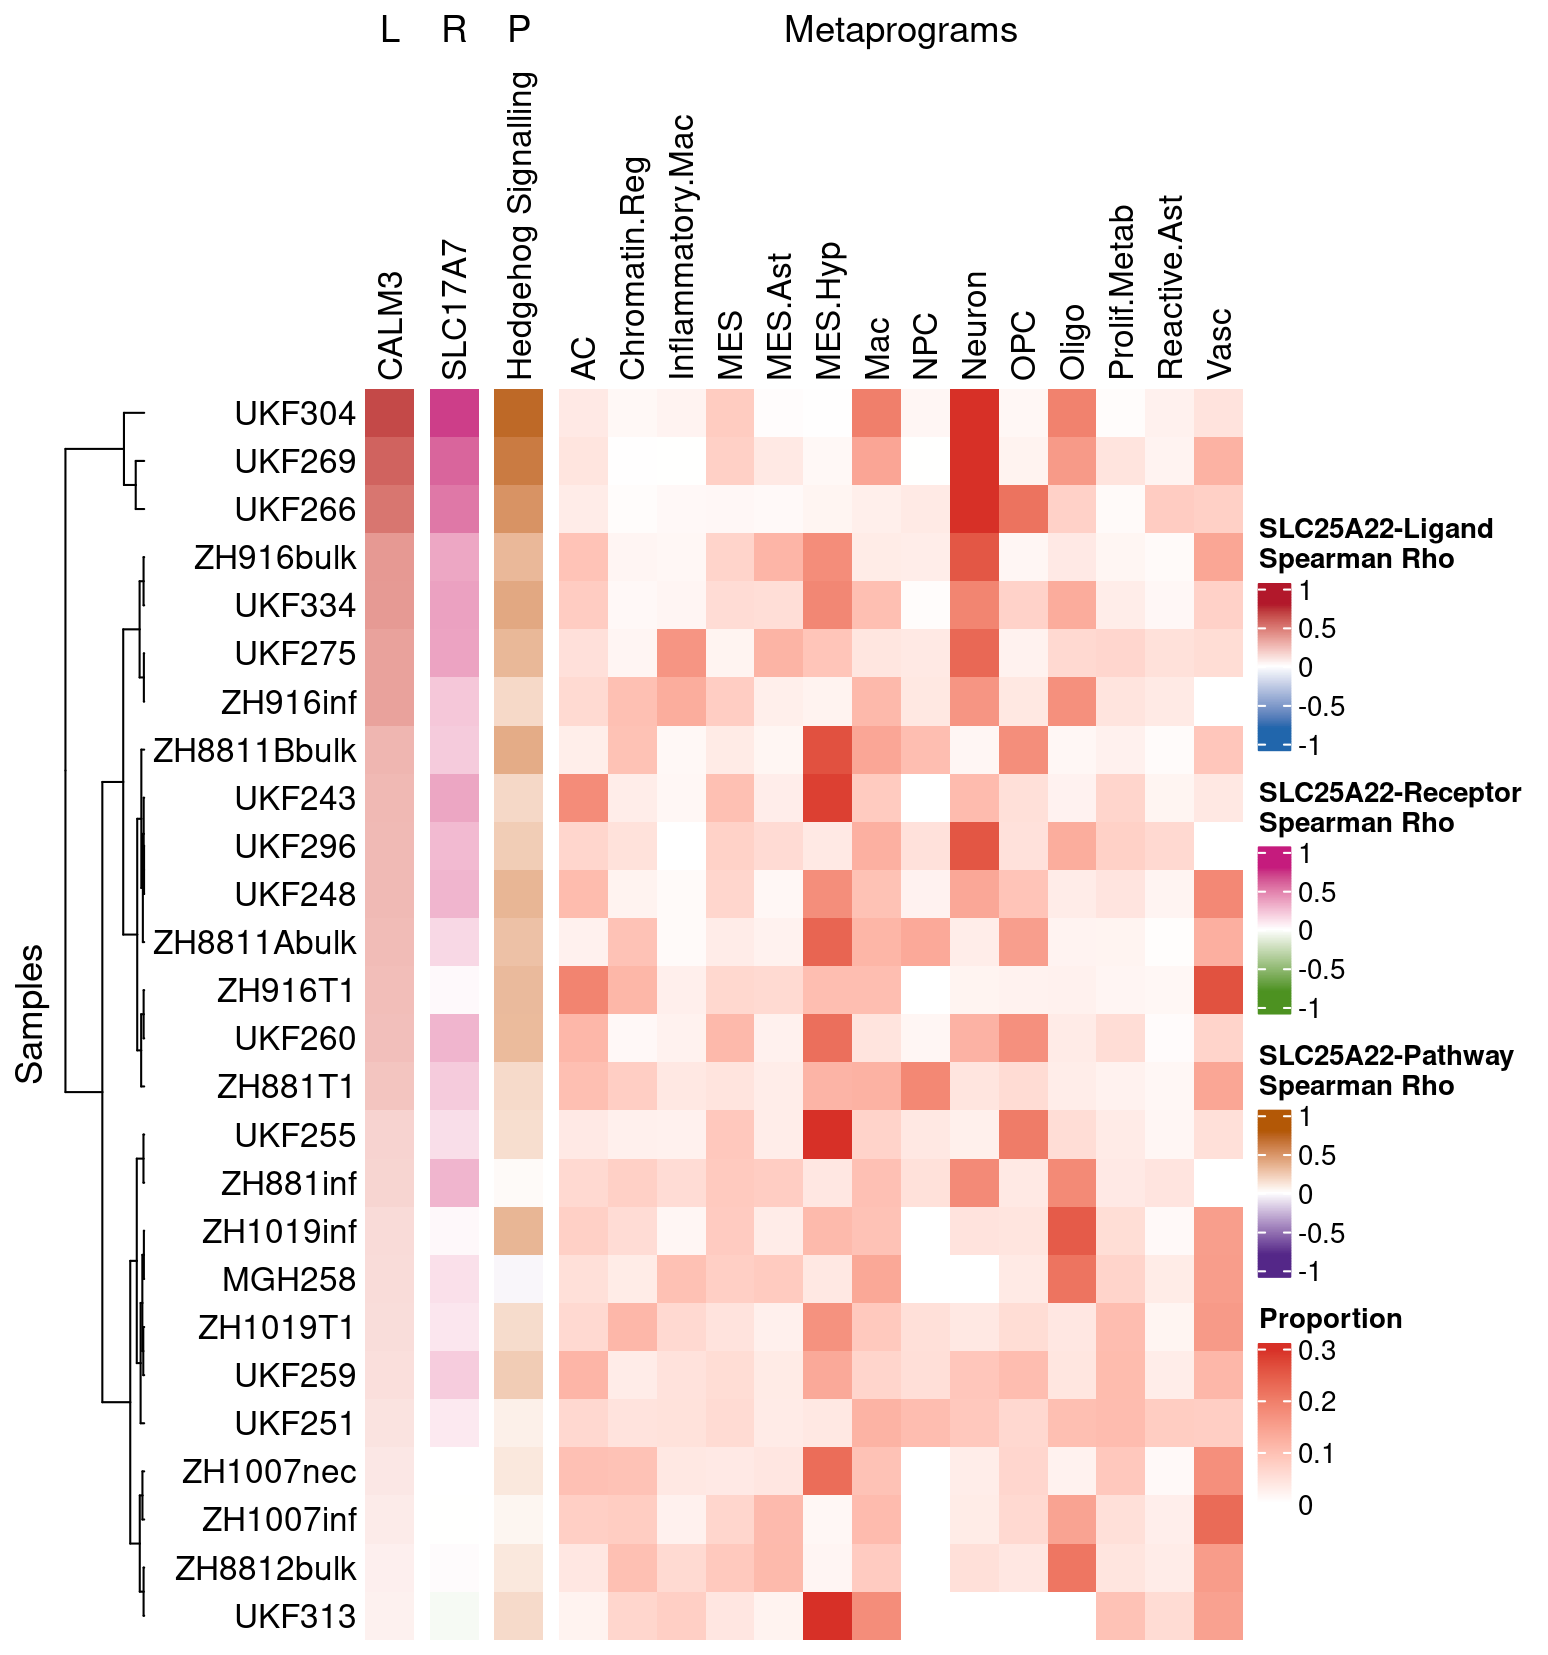 L R P Metaprograms
CALM3
SLC17A7
Hedgehog Signalling
AC
Chromatin.Reg
Inflammatory.Mac
MES
MES.Ast
MES.Hyp
Mac
NPC
Neuron
OPC
Oligo
Prolif.Metab
Reactive.Ast
Vasc
Samples
UKF304
UKF269
UKF266
ZH916bulk
UKF334
UKF275
ZH916inf
ZH8811Bbulk
UKF243
UKF296
UKF248
ZH8811Abulk
ZH916T1
UKF260
ZH881T1
UKF255
ZH881inf
ZH1019inf
MGH258
ZH1019T1
UKF259
UKF251
ZH1007nec
ZH1007inf
ZH8812bulk
UKF313
SLC25A22-Ligand
Spearman Rho
1
0.5
0
-0.5
-1
SLC25A22-Receptor
Spearman Rho
1
0.5
0
-0.5
-1
SLC25A22-Pathway
Spearman Rho
1
0.5
0
-0.5
-1
Proportion
0.3
0.2
0.1
0